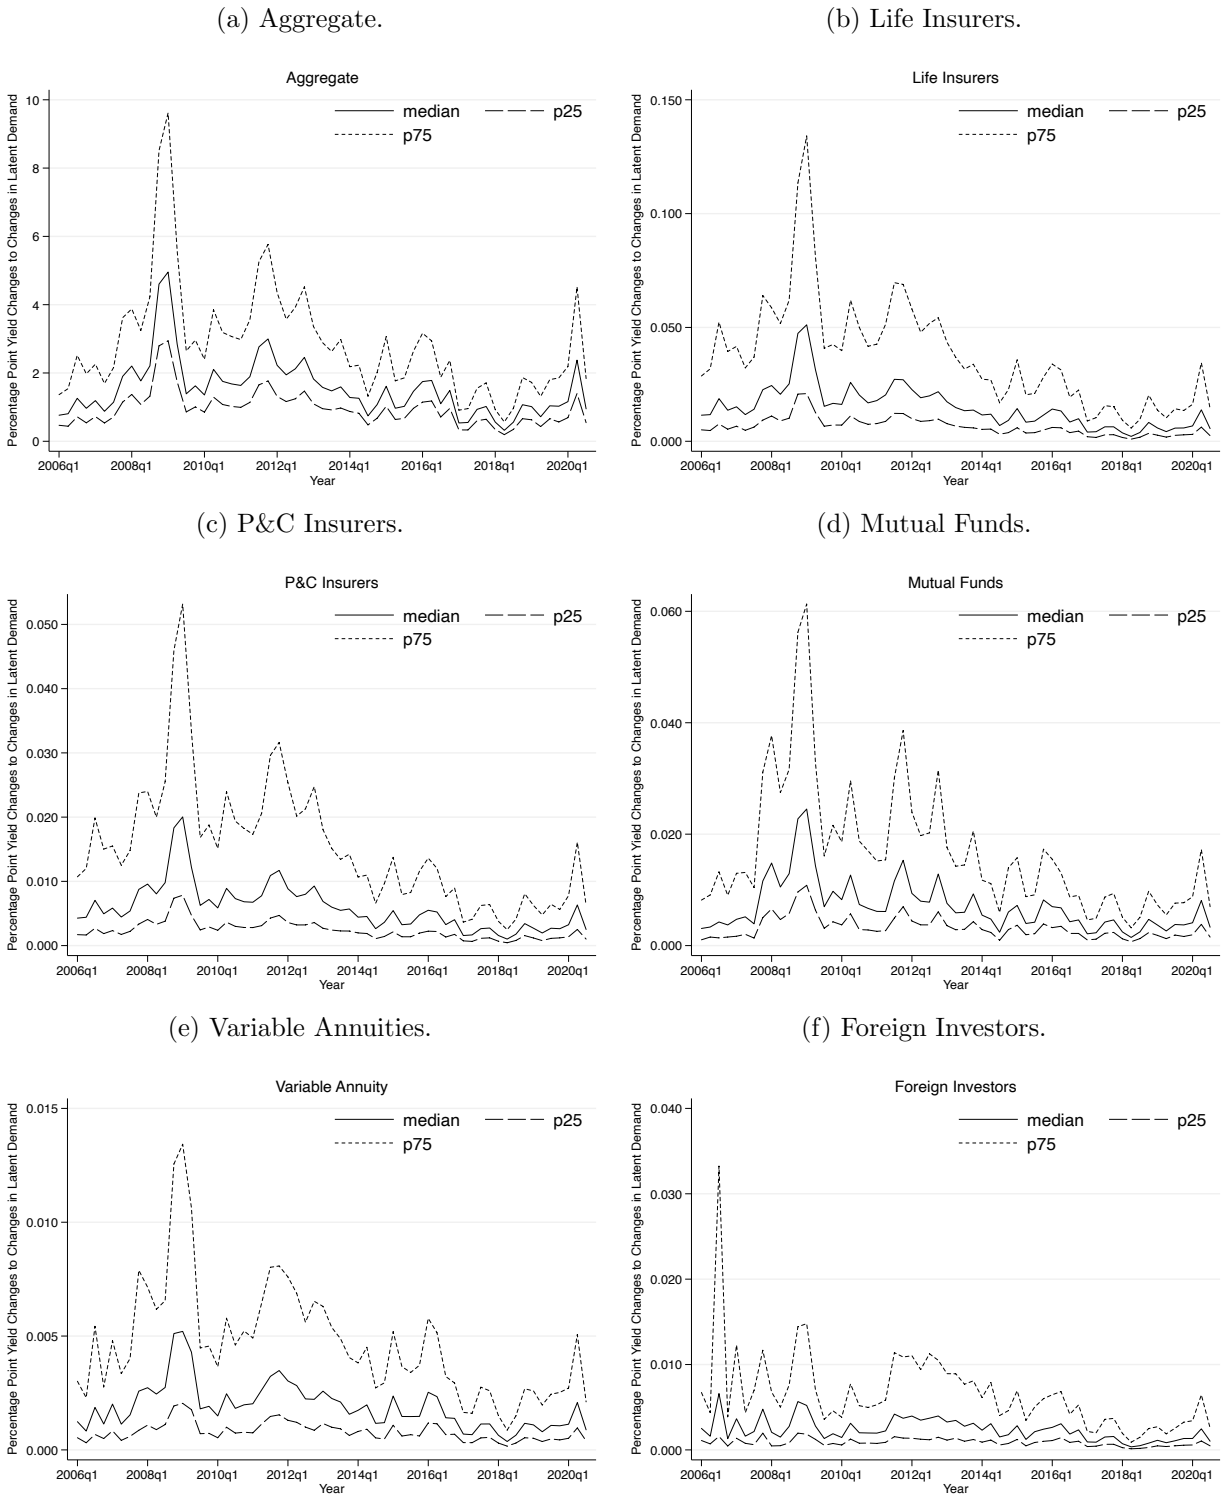 (a) Aggregate.
Aggregate
Percentage Point Yield Changes to Changes in Latent Demand
median
p25
p75
10
8
6
4
2
0
2006q1 2008q1 2010q1 2012q1 2014q1 2016q1 2018q1 2020q1
Year
(b) Life Insurers.
Life Insurers
Percentage Point Yield Changes to Changes in Latent Demand
median
p25
p75
0.150
0.100
0.050
0.000
2006q1 2008q1 2010q1 2012q1 2014q1 2016q1 2018q1 2020q1
Year
(c) P&C Insurers.
P&C Insurers
Percentage Point Yield Changes to Changes in Latent Demand
median
p25
p75
0.050
0.040
0.030
0.020
0.010
0.000
2006q1 2008q1 2010q1 2012q1 2014q1 2016q1 2018q1 2020q1
Year
(d) Mutual Funds.
Mutual Funds
Percentage Point Yield Changes to Changes in Latent Demand
median
p25
p75
0.060
0.040
0.020
0.000
2006q1 2008q1 2010q1 2012q1 2014q1 2016q1 2018q1 2020q1
Year
(e) Variable Annuities.
Variable Annuity
Percentage Point Yield Changes to Changes in Latent Demand
median
p25
p75
0.015
0.010
0.005
0.000
2006q1 2008q1 2010q1 2012q1 2014q1 2016q1 2018q1 2020q1
Year
(f) Foreign Investors.
Foreign Investors
Percentage Point Yield Changes to Changes in Latent Demand
median
p25
p75
0.040
0.030
0.020
0.010
0.000
2006q1 2008q1 2010q1 2012q1 2014q1 2016q1 2018q1 2020q1
Year